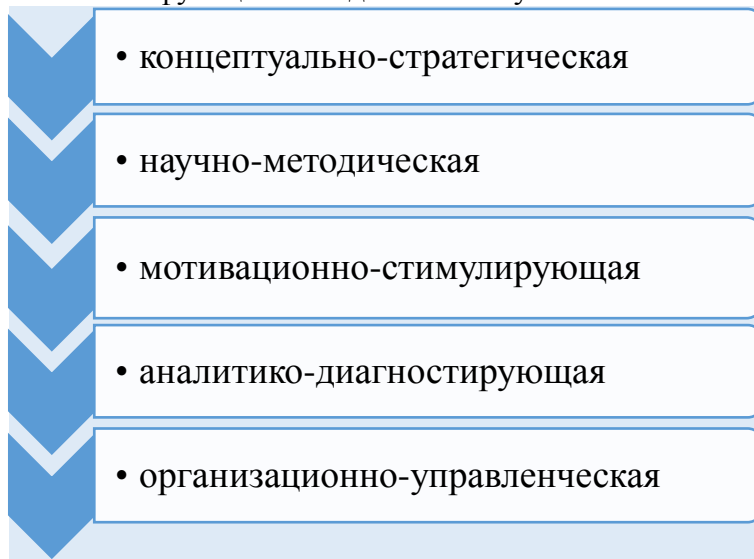 • концептуально-стратегическая
• научно-методическая
• мотивационно-стимулирующая
• аналитико-диагностирующая
• организационно-управленческая